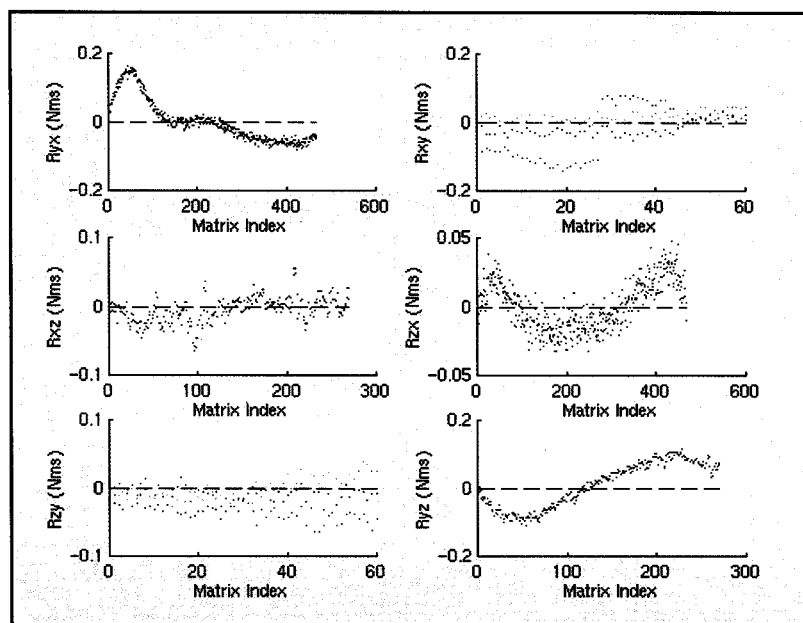 0.2
0
-0.2
Ryx (Nms)
0 200 400 600
Matrix Index
0.2
0
-0.2
Rxy (Nms)
0 20 40 60
Matrix Index
0.1
0
-0.1
Rxz (Nms)
0 100 200 300
Matrix Index
0.05
0
-0.05
Rzx (Nms)
0 200 400 600
Matrix Index
0.1
0
-0.1
Rzy (Nms)
0 20 40 60
Matrix Index
0.2
0
-0.2
Ryz (Nms)
0 100 200 300
Matrix Index